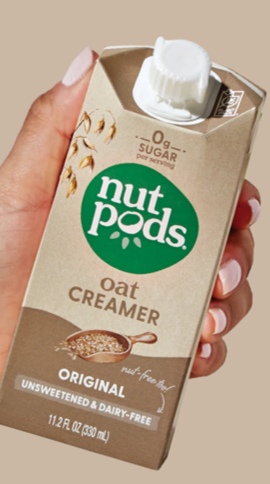 0g
SUGAR
per serving
nut
pods®
oat
CREAMER
nut-free too!
ORIGINAL
UNSWEETENED & DAIRY-FREE
11.2 FL OZ (330 mL)